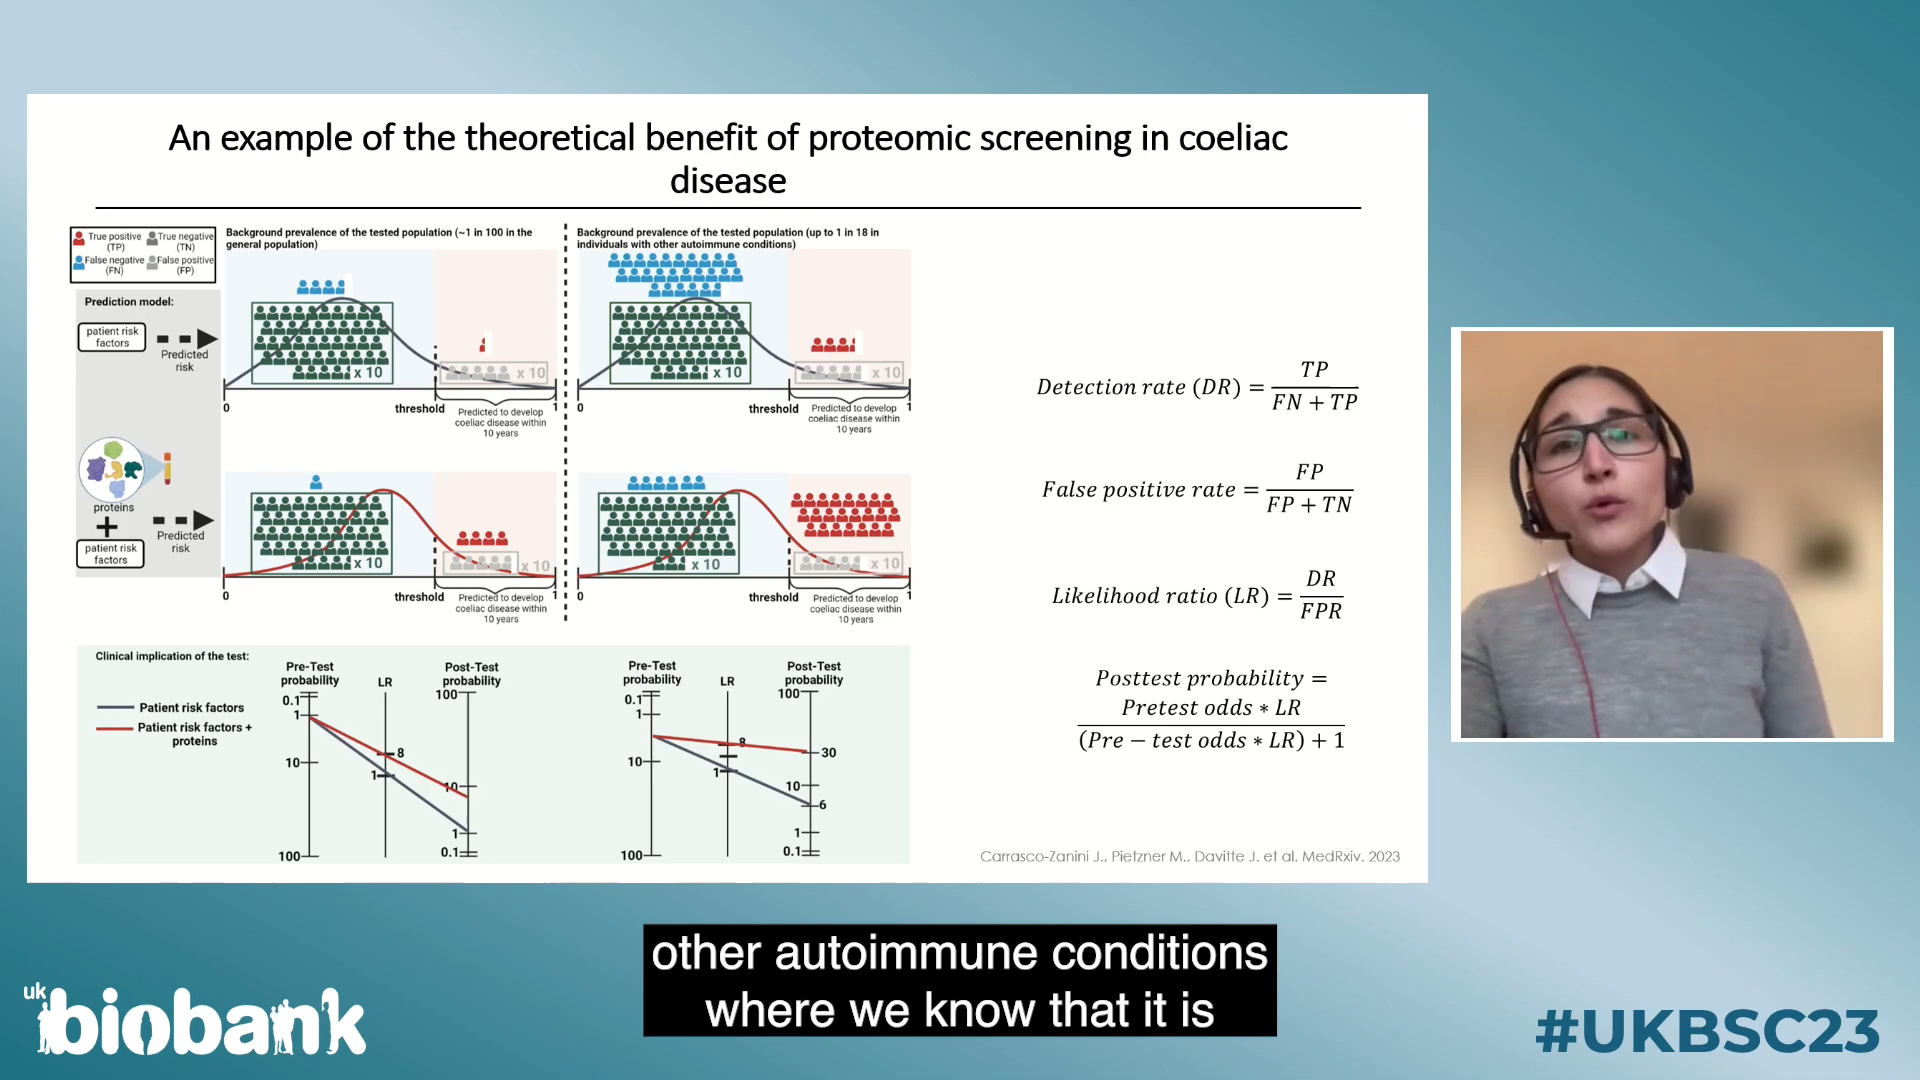 An example of the theoretical benefit of proteomic screening in coeliac
disease
True positive
(TP)
True negative
(TN)
False negative
(FN)
False positive
(FP)
Background prevalence of the tested population (~1 in 100 in the
general population)
Background prevalence of the tested population (up to 1 in 18 in
individuals with other autoimmune conditions)
Prediction model:
patient risk
factors
Predicted
risk
x 10
x 10
0
threshold
1
Predicted to develop
coeliac disease within
10 years
x 10
x 10
0
threshold
1
Predicted to develop
coeliac disease within
10 years
proteins
+
patient risk
factors
Predicted
risk
x 10
x 10
0
threshold
1
Predicted to develop
coeliac disease within
10 years
x 10
x 10
0
threshold
1
Predicted to develop
coeliac disease within
10 years
Clinical implication of the test:
Patient risk factors
Patient risk factors +
proteins
Pre-Test
probability
LR
Post-Test
probability
0.1
1
10
100
8
1
100
10
1
0.1
Pre-Test
probability
LR
Post-Test
probability
0.1
1
10
100
8
1
100
30
10
6
1
0.1
Detection rate (DR) = TP
FN + TP
False positive rate = FP
FP + TN
Likelihood ratio (LR) = DR
FPR
Posttest probability =
Pretest odds * LR
(Pre − test odds * LR) + 1
Carrasco-Zanini J., Pietzner M., Davitte J. et al. MedRxiv. 2023
other autoimmune conditions
where we know that it is
uk
biobank
#UKBSC23